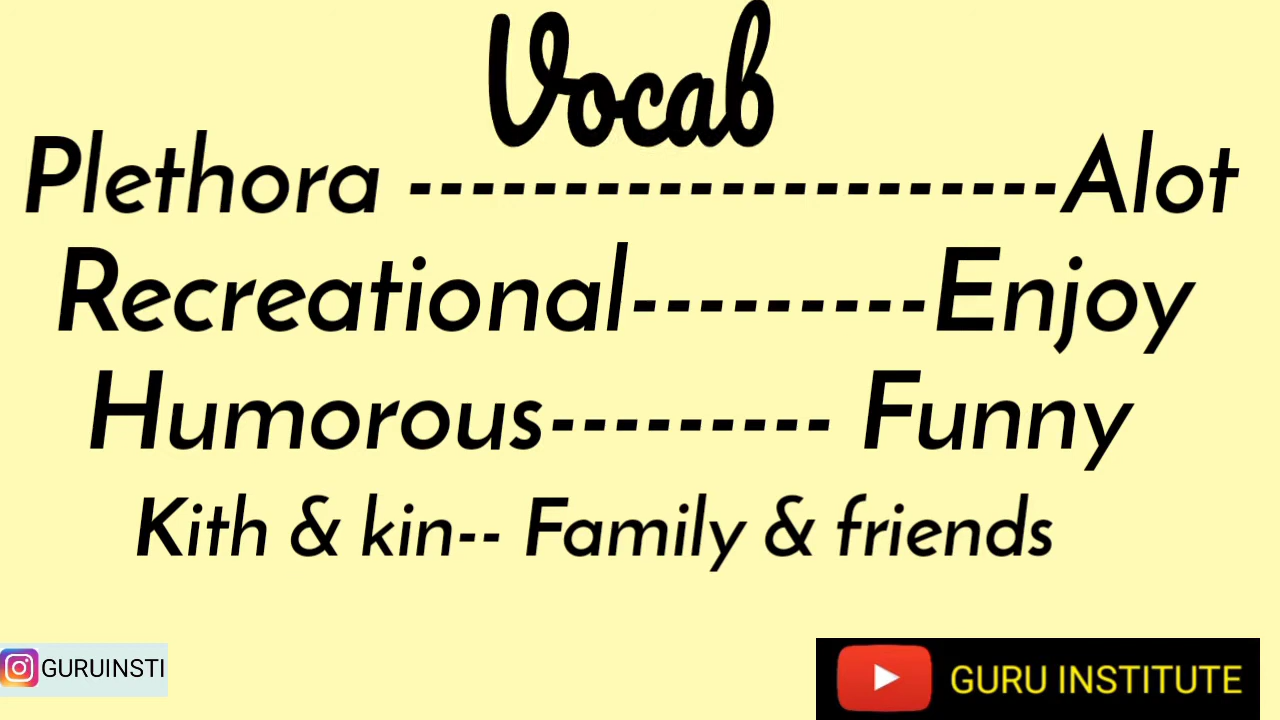 Vocab
Plethora ---------------------Alot
Recreational---------Enjoy
Humorous--------- Funny
Kith & kin-- Family & friends
GURUINSTI
GURU INSTITUTE